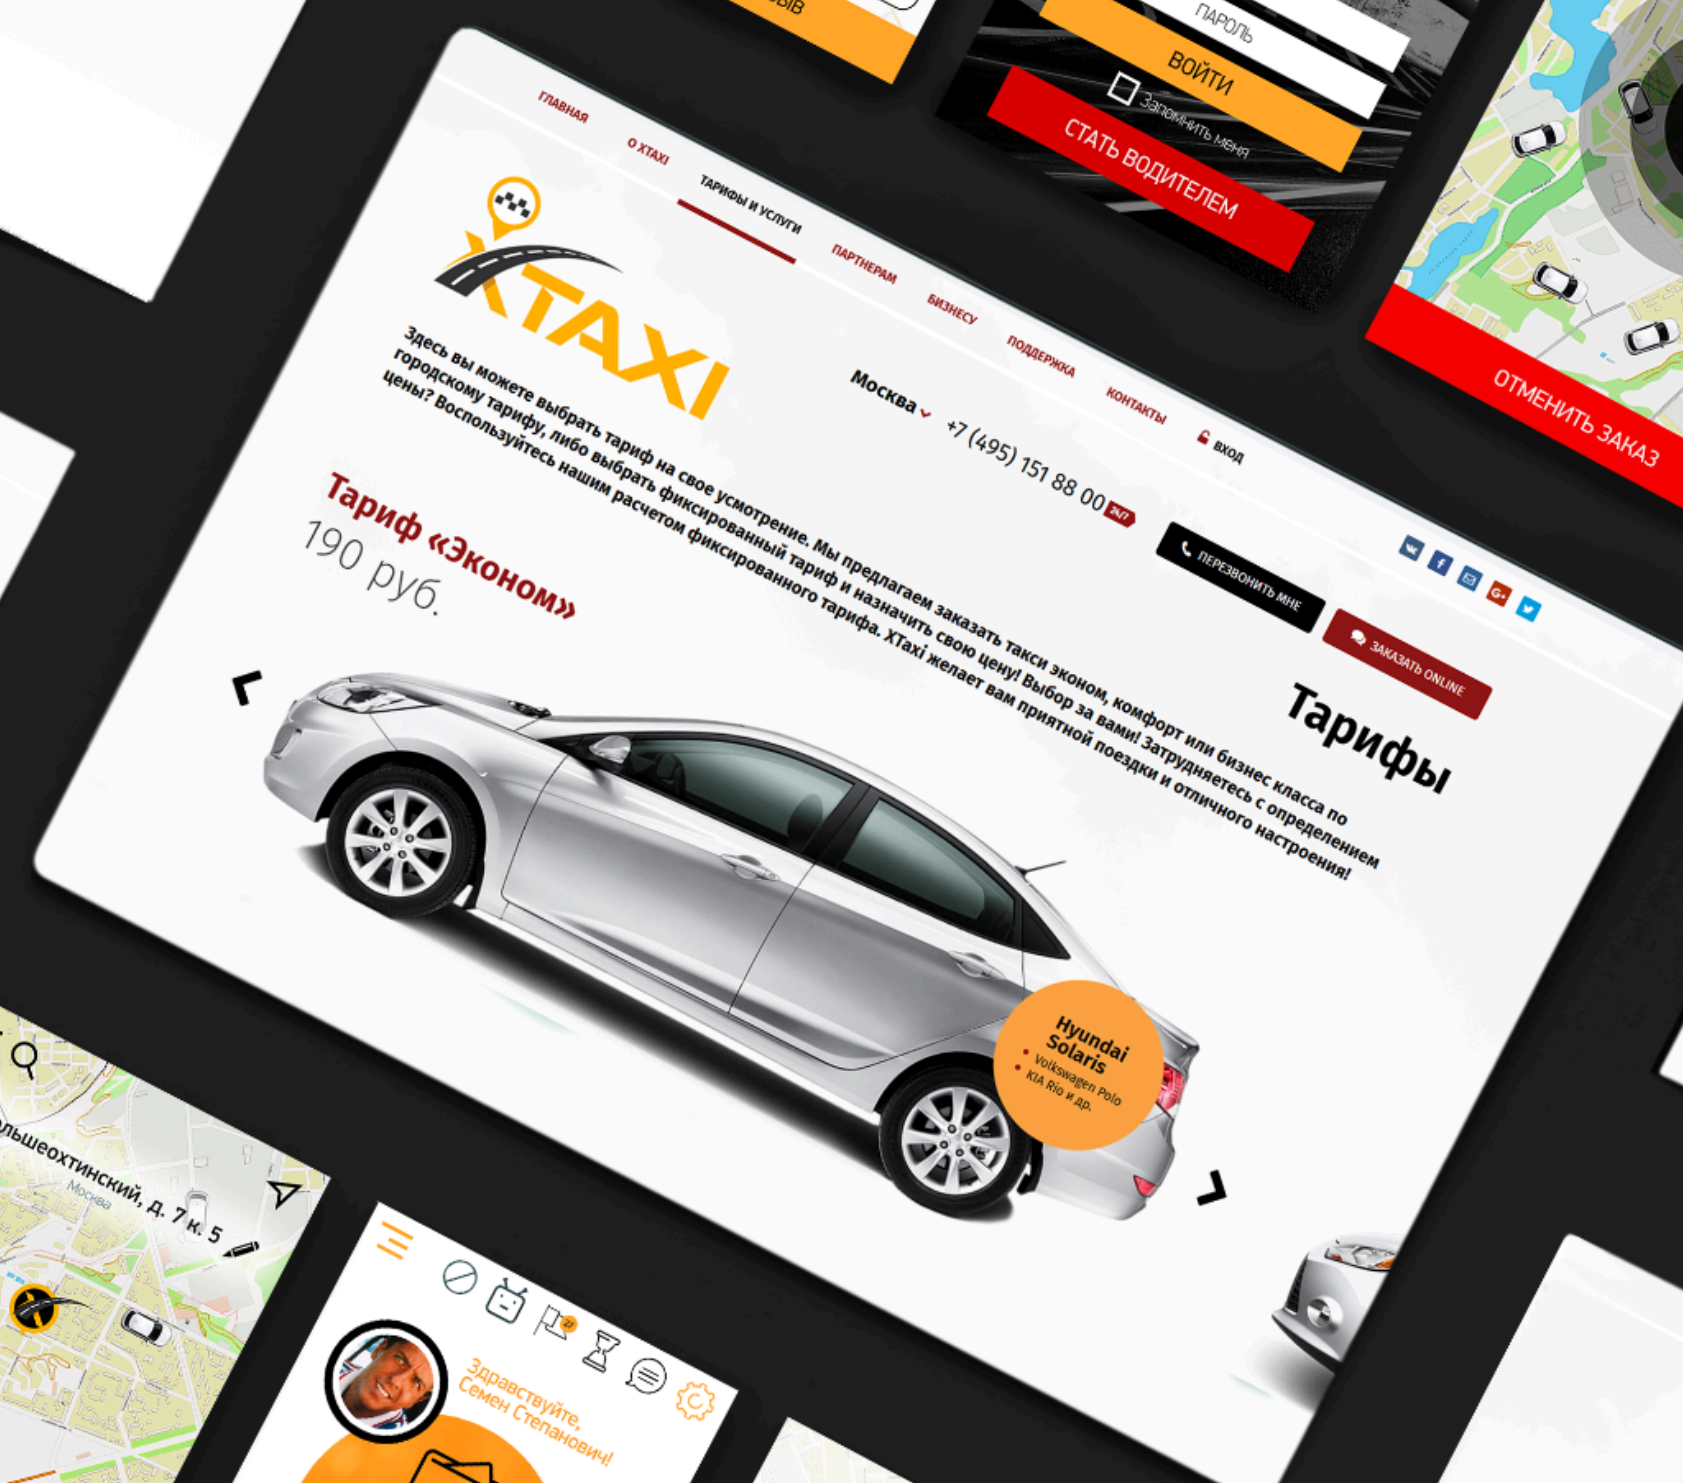 ПАРОЛЬ
ВОЙТИ
Запомнить меня
СТАТЬ ВОДИТЕЛЕМ
ОТМЕНИТЬ ЗАКАЗ
ГЛАВНАЯ
О XTAXI
ТАРИФЫ И УСЛУГИ
ПАРТНЕРАМ
БИЗНЕСУ
ПОДДЕРЖКА
КОНТАКТЫ
ВХОД
XTAXI
Москва
+7 (495) 151 88 00
24/7
ПЕРЕЗВОНИТЬ МНЕ
ЗАКАЗАТЬ ONLINE
Тарифы
Здесь вы можете выбрать тариф на свое усмотрение. Мы предлагаем заказать такси эконом, комфорт или бизнес класса по
городскому тарифу, либо выбрать фиксированный тариф и назначить свою цену! Выбор за вами! Затрудняетесь с определением
цены? Воспользуйтесь нашим расчетом фиксированного тарифа. XTaxi желает вам приятной поездки и отличного настроения!
Тариф «Эконом»
190 руб.
Hyundai
Solaris
Volkswagen Polo
KIA Rio и др.
д. 7 к. 5
Москва
27
Здравствуйте,
Семен Степанович!